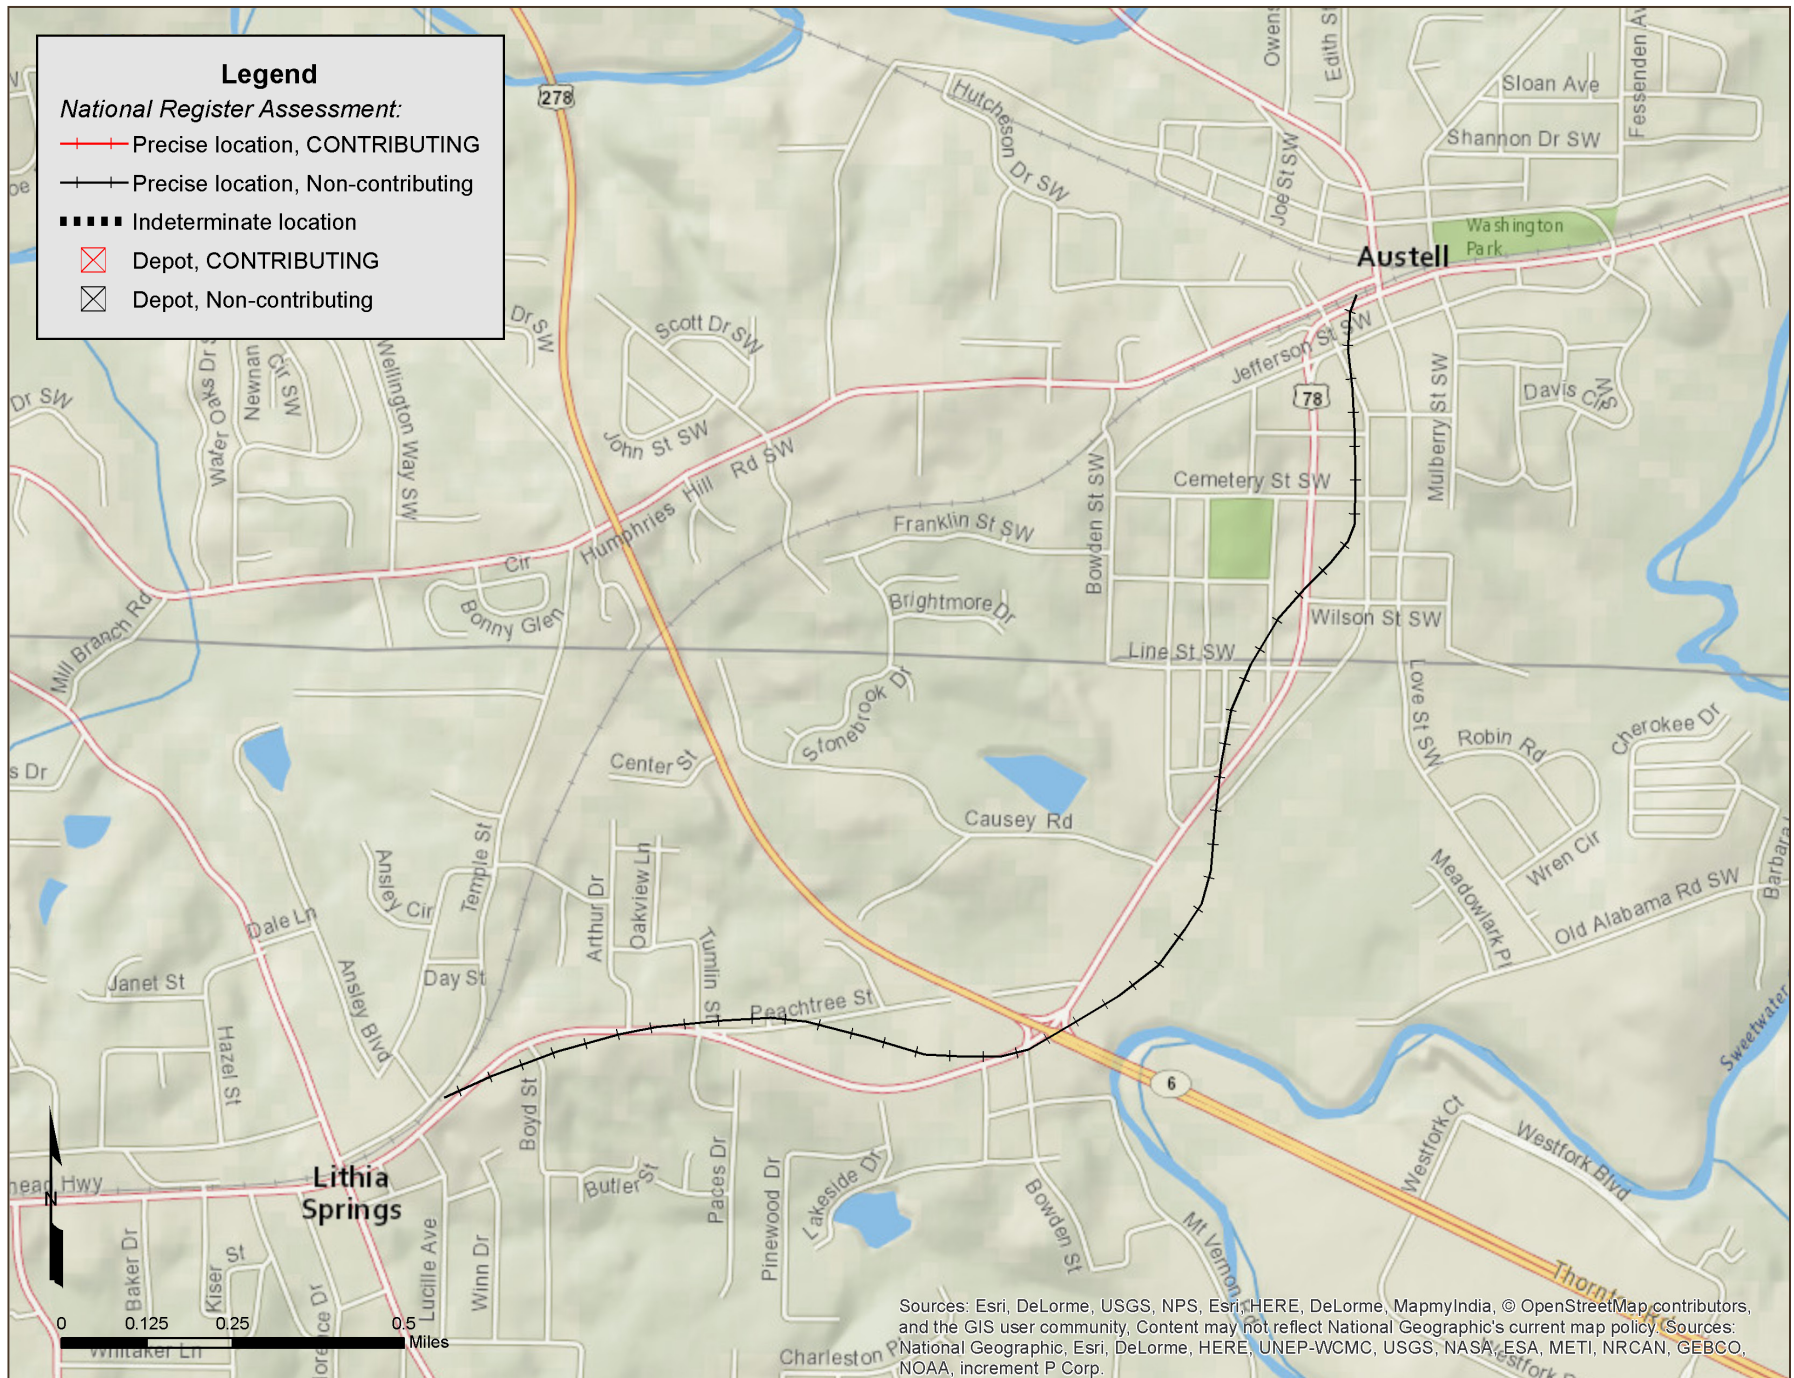 Legend
National Register Assessment:
Precise location, CONTRIBUTING
Precise location, Non-contributing
Indeterminate location
Depot, CONTRIBUTING
Depot, Non-contributing
278
Owens
Edith St
Fessenden Av
Sloan Ave
Shannon Dr SW
Hutcheson Dr SW
Joe St SW
Washington
Park
Austell
Dr SW
Scott Dr SW
Jefferson St SW
Water Oaks Dr S
Newnan
Cir SW
Wellington Way SW
Dr SW
John St SW
78
Mulberry St SW
Davis Cir
SW
Humphries Hill Rd SW
Cemetery St SW
Franklin St SW
Bowden St SW
Cir
Bonny Glen
Brightmore Dr
Wilson St SW
Mill Branch Rd
Line St SW
Stonebrook Dr
Love St SW
Center St
s Dr
Robin Rd
Cherokee Dr
Causey Rd
Temple St
Ansley Cir
Arthur Dr
Oakview Ln
Wren Cir
Meadowlark Pl
Old Alabama Rd SW
Barbara L
Dale Ln
Tumlin St
Janet St
Day St
Ansley Blvd
Peachtree St
Hazel St
Sweetwater
6
Boyd St
Westfork Ct
Westfork Blvd
Lithia
Springs
head Hwy
N
Butler St
Paces Dr
Pinewood Dr
Lakeside Dr
Bowden St
Mt Vernon Rd
Baker Dr
Kiser
St
Lucille Ave
Winn Dr
Thornton Rd
0 0.125 0.25 0.5
Miles
Whitaker Ln
Charleston Pl
Westfork
Sources: Esri, DeLorme, USGS, NPS, Esri, HERE, DeLorme, MapmyIndia, © OpenStreetMap contributors,
and the GIS user community, Content may not reflect National Geographic's current map policy. Sources:
National Geographic, Esri, DeLorme, HERE, UNEP-WCMC, USGS, NASA, ESA, METI, NRCAN, GEBCO,
NOAA, increment P Corp.